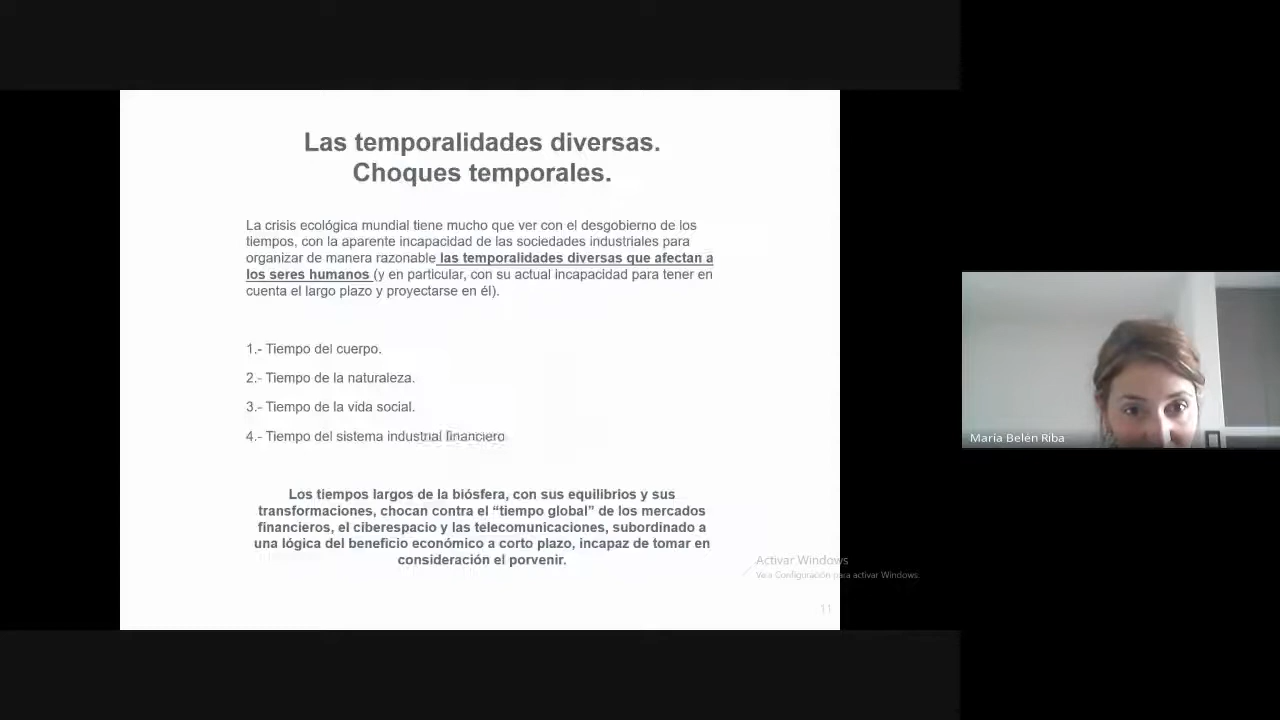 Las temporalidades diversas.
Choques temporales.
La crisis ecológica mundial tiene mucho que ver con el desgobierno de los
tiempos, con la aparente incapacidad de las sociedades industriales para
organizar de manera razonable las temporalidades diversas que afectan a
los seres humanos (y en particular, con su actual incapacidad para tener en
cuenta el largo plazo y proyectarse en él).
1.- Tiempo del cuerpo.
2.- Tiempo de la naturaleza.
3.- Tiempo de la vida social.
4.- Tiempo del sistema industrial financiero
Los tiempos largos de la biósfera, con sus equilibrios y sus
transformaciones, chocan contra el “tiempo global” de los mercados
financieros, el ciberespacio y las telecomunicaciones, subordinado a
una lógica del beneficio económico a corto plazo, incapaz de tomar en
consideración el porvenir.
Activar Windows
Ve a Configuración para activar Windows.
11
María Belén Riba